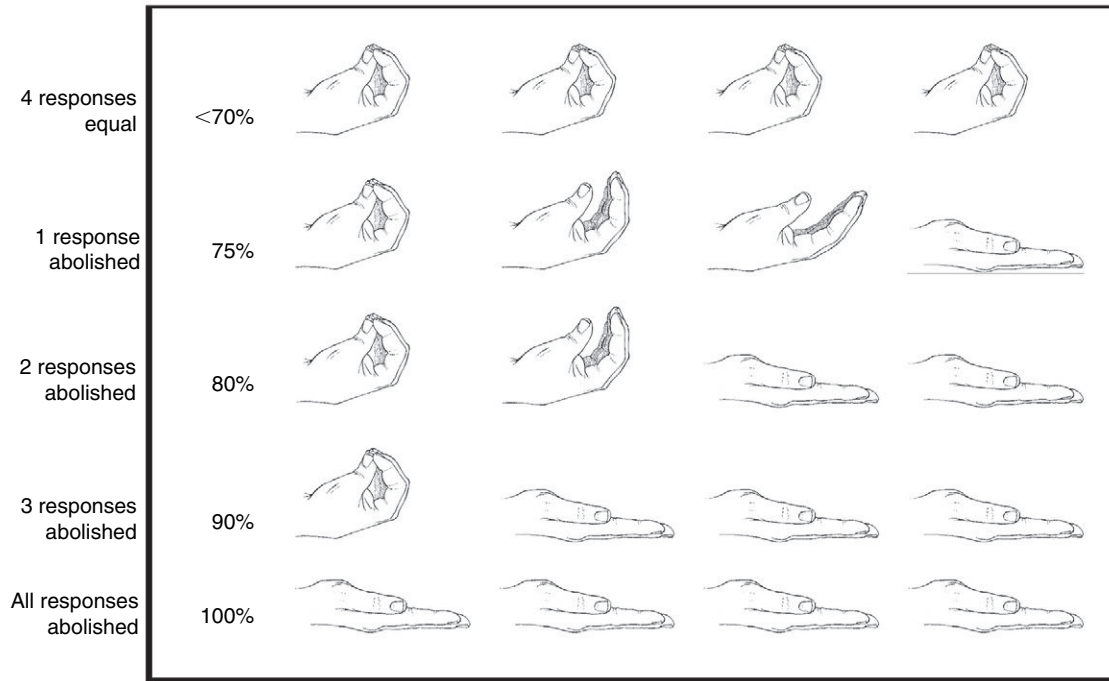 4 responses
equal
<70%
1 response
abolished
75%
2 responses
abolished
80%
3 responses
abolished
90%
All responses
abolished
100%